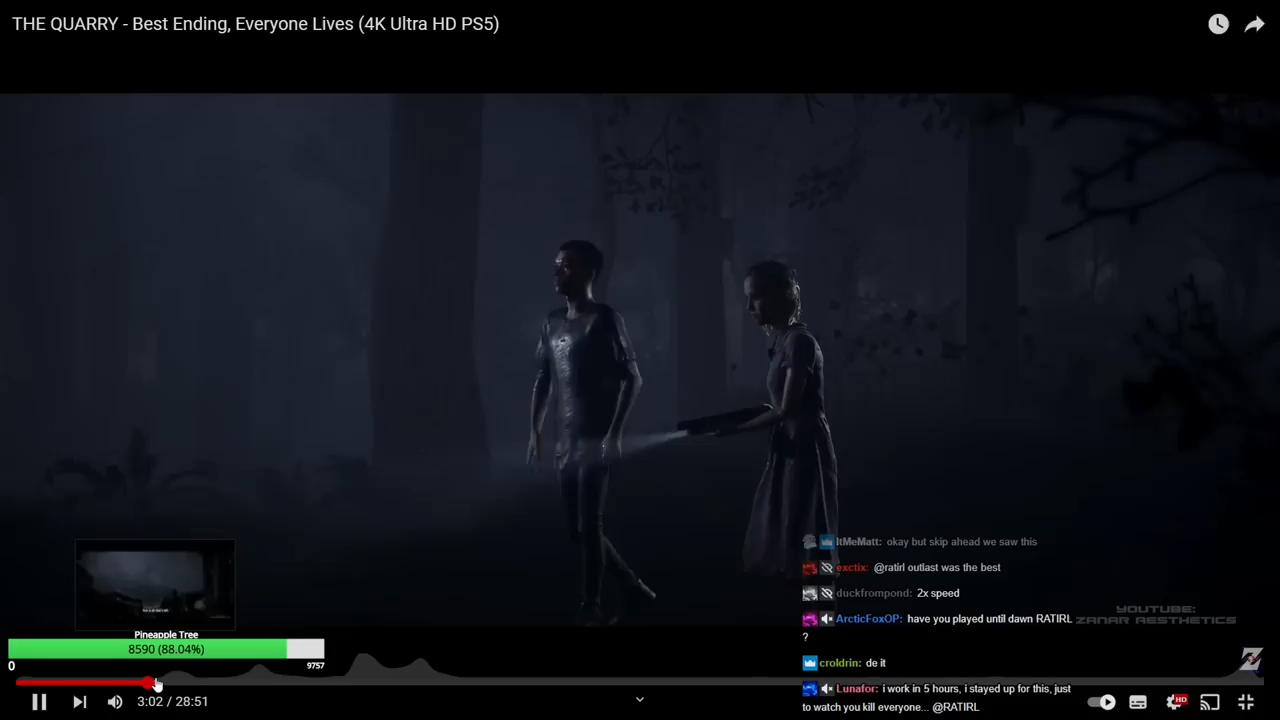 THE QUARRY - Best Ending, Everyone Lives (4K Ultra HD PS5)
ItMeMatt: okay but skip ahead we saw this
exctix: @ratirl outlast was the best
duckfrompond: 2x speed
ArcticFoxOP: have you played until dawn RATIRL
?
YOUTUBE:
ZANAR AESTHETICS
Pineapple Tree
8590 (88.04%)
0 9757
croldrin: de it
Lunafor: i work in 5 hours, i stayed up for this, just
to watch you kill everyone... @RATIRL
3:02 / 28:51
HD